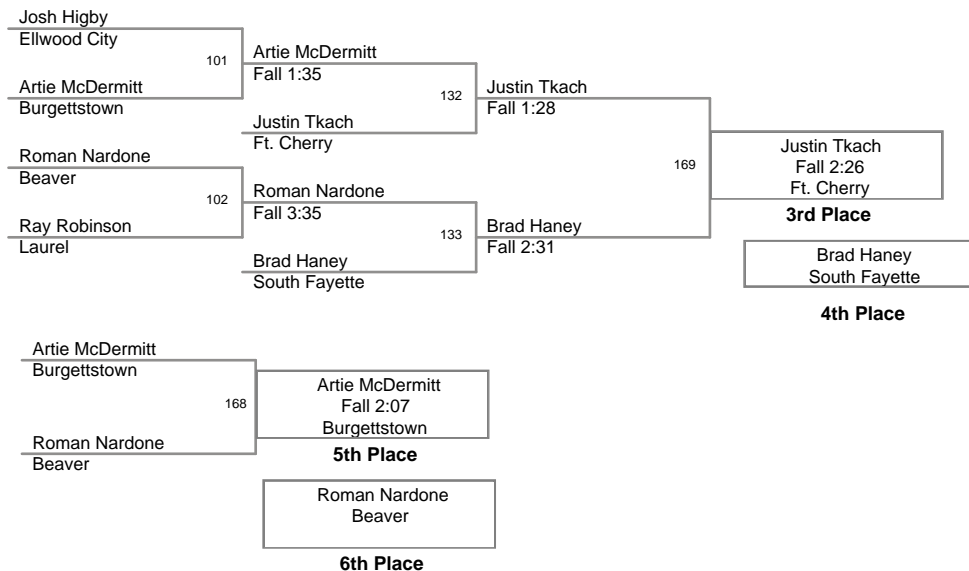 Josh Higby
Ellwood City
101
Artie McDermitt
Fall 1:35
Artie McDermitt
Burgettstown
132
Justin Tkach
Fall 1:28
Justin Tkach
Ft. Cherry
Roman Nardone
Beaver
102
Roman Nardone
Fall 3:35
Ray Robinson
Laurel
133
Brad Haney
Fall 2:31
Brad Haney
South Fayette
169
Justin Tkach
Fall 2:26
Ft. Cherry
3rd Place
Brad Haney
South Fayette
4th Place
Artie McDermitt
Burgettstown
168
Roman Nardone
Beaver
Artie McDermitt
Fall 2:07
Burgettstown
5th Place
Roman Nardone
Beaver
6th Place